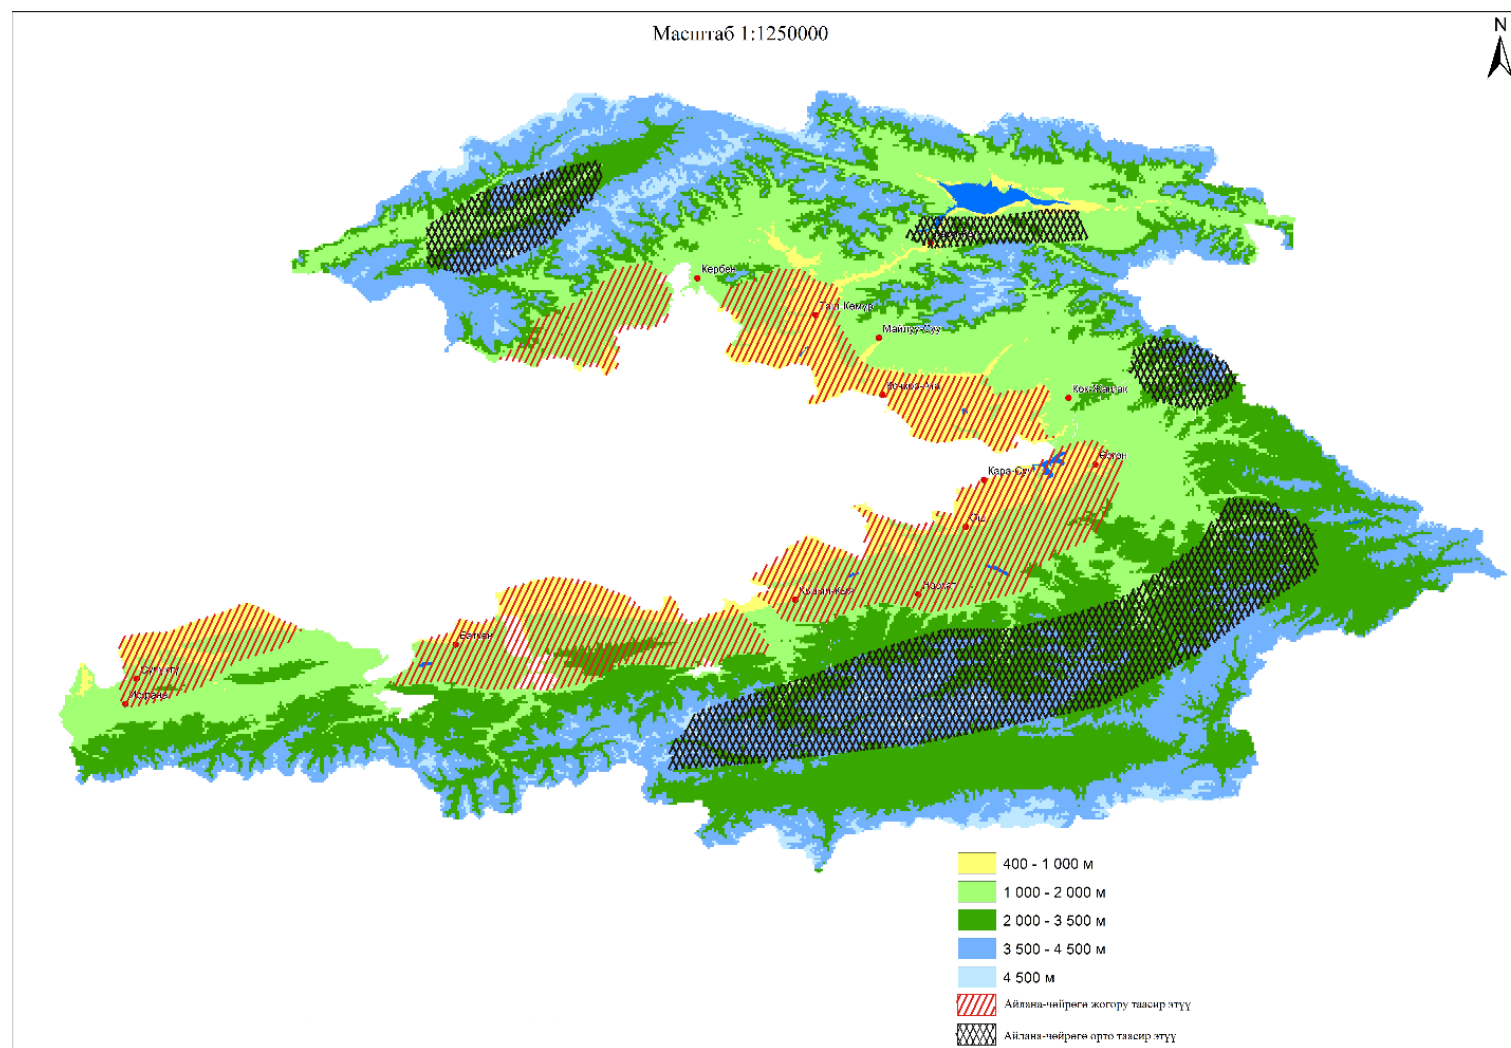 Масштаб 1:1250000
N
Кербен
Таш-Көмүр
Майлуу-Суу
Кочкор-Ата
Көк-Жаңгак
Өзгөн
Кара-Суу
Ош
Ноокат
Кызыл-Кыя
Баткен
Сүлүктү
Исфана
400 - 1 000 м
1 000 - 2 000 м
2 000 - 3 500 м
3 500 - 4 500 м
4 500 м
Айлана-чөйрөгө жогору таасир этүү
Айлана-чөйрөгө орто таасир этүү